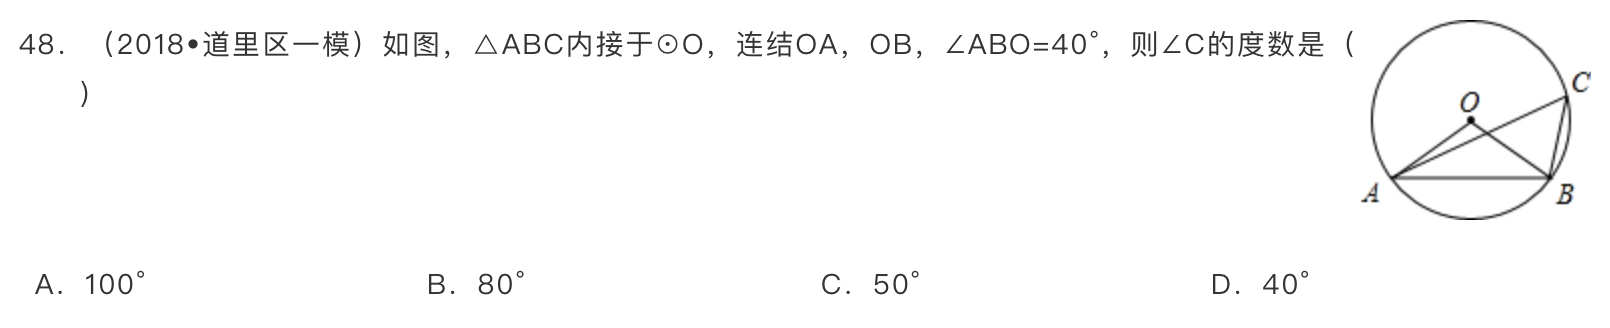 48. （2018•道里区一模）如图，△ABC内接于⊙O，连结OA，OB，∠ABO=40°，则∠C的度数是（
）
C
O
A
B
A. 100°
B. 80°
C. 50°
D. 40°